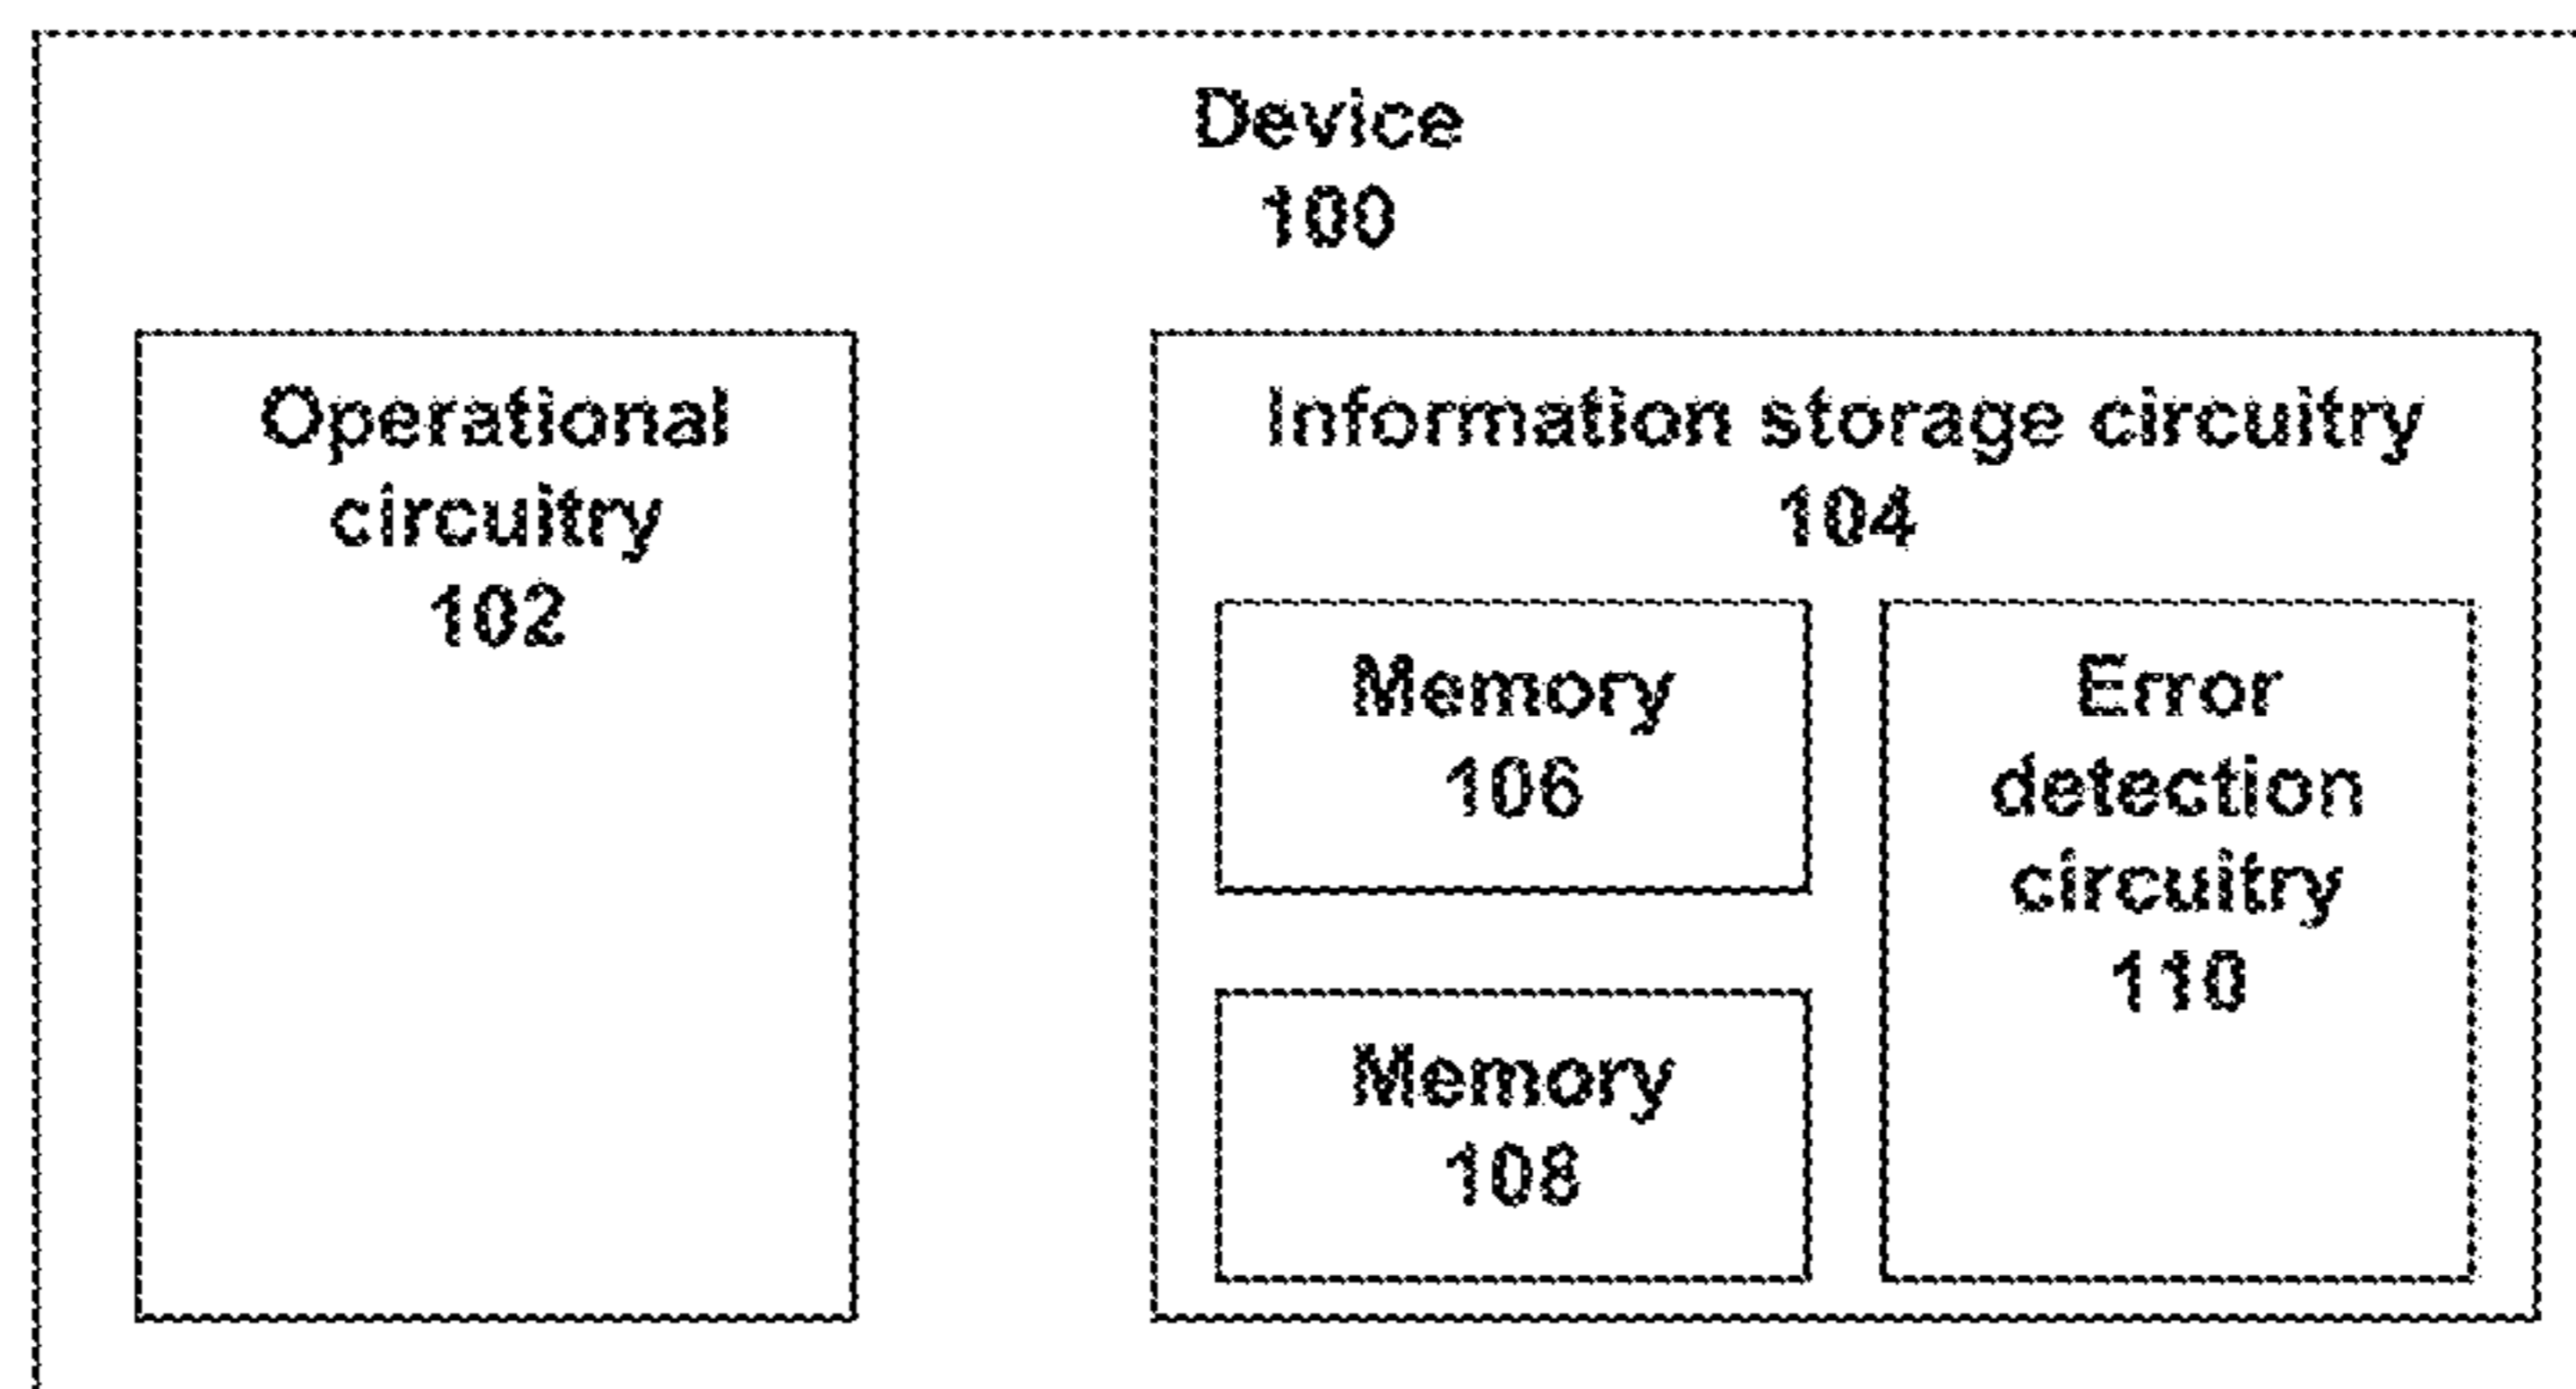 Device
100
Operational
circuitry
102
Information storage circuitry
104
Memory
106
Error
detection
circuitry
110
Memory
108